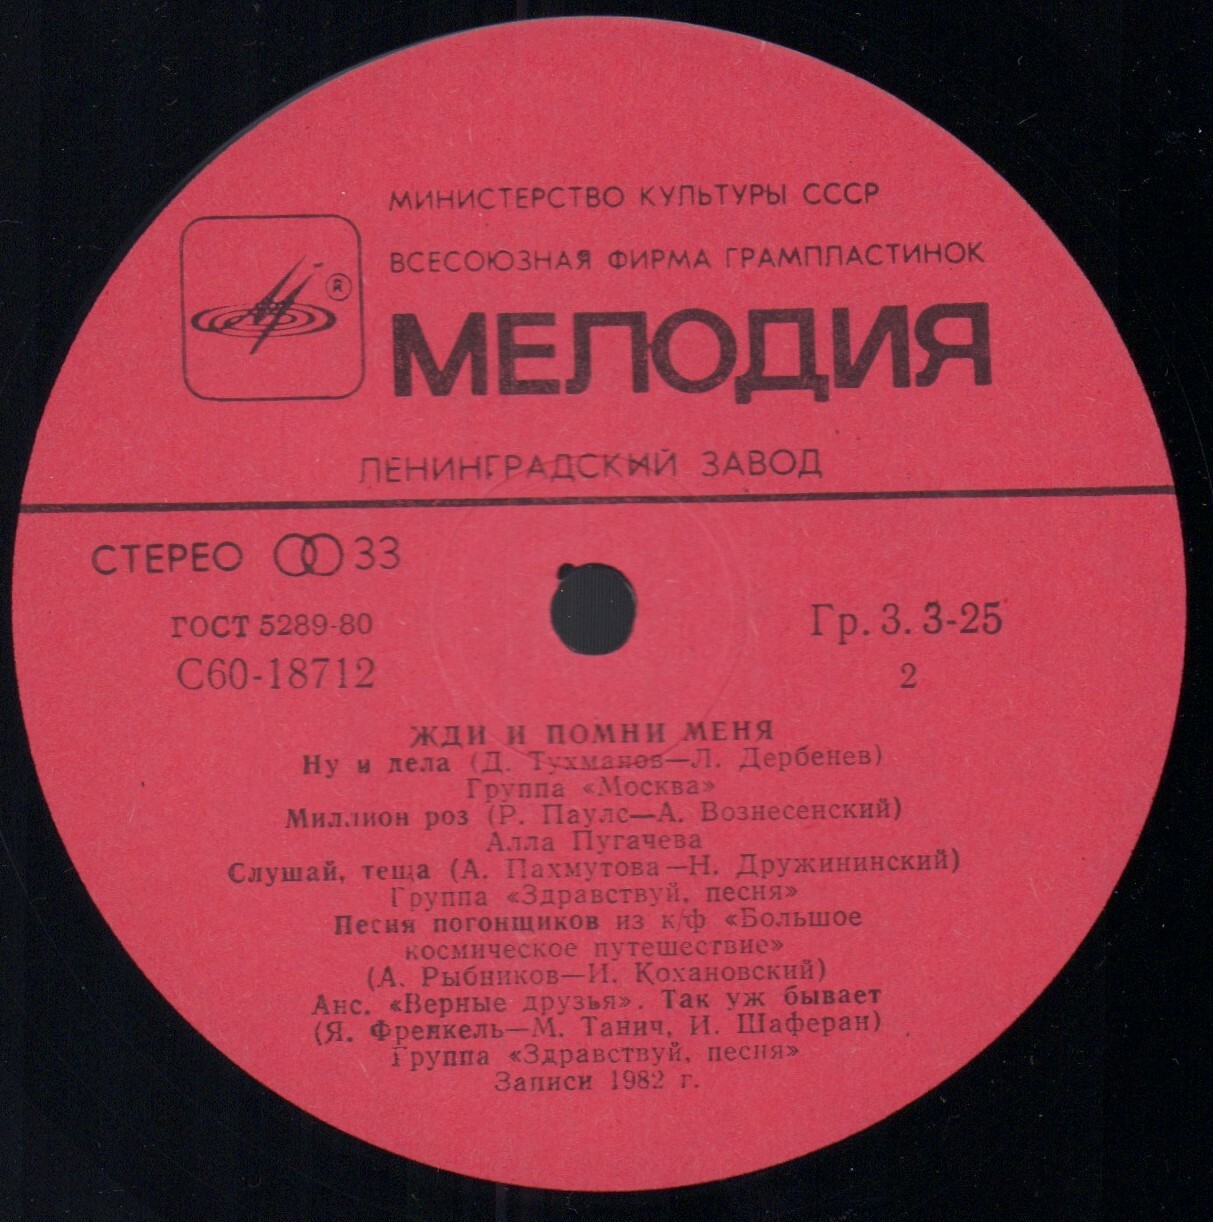 МИНИСТЕРСТВО КУЛЬТУРЫ СССР
ВСЕСОЮЗНАЯ ФИРМА ГРАМПЛАСТИНОК
®
МЕЛОДИЯ
ЛЕНИНГРАДСКИЙ ЗАВОД
СТЕРЕО 33
ГОСТ 5289-80
Гр. 3. 3-25
С60-18712
2
ЖДИ И ПОМНИ МЕНЯ
Ну и дела (Д. Тухманов—Л. Дербенев)
Группа «Москва»
Миллион роз (Р. Паулс—А. Вознесенский)
Алла Пугачева
Слушай, теща (А. Пахмутова—Н. Дружининский)
Группа «Здравствуй, песня»
Песня погонщиков из к/ф «Большое
космическое путешествие»
(А. Рыбников—И. Кохановский)
Анс. «Верные друзья». Так уж бывает
(Я. Френкель—М. Танич, И. Шаферан)
Группа «Здравствуй, песня»
Записи 1982 г.